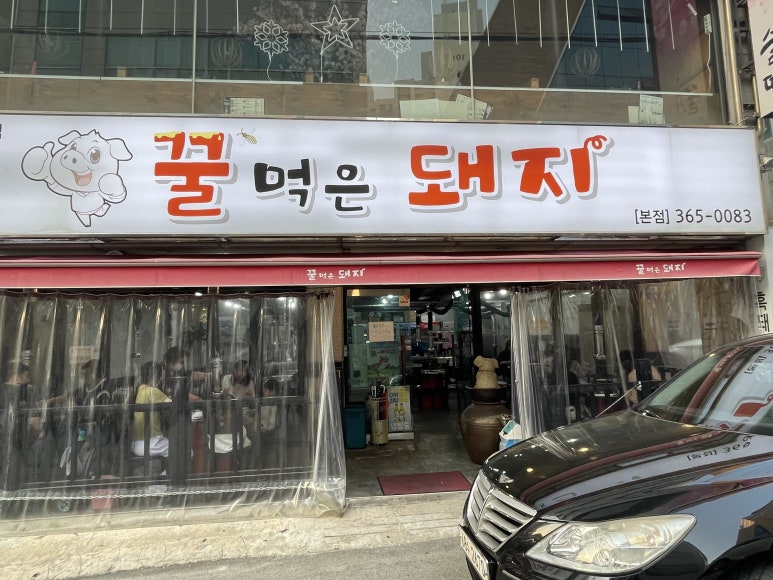 꿀 먹은 돼지
[본점] 365-0083
꿀먹은 돼지
꿀먹은 돼지